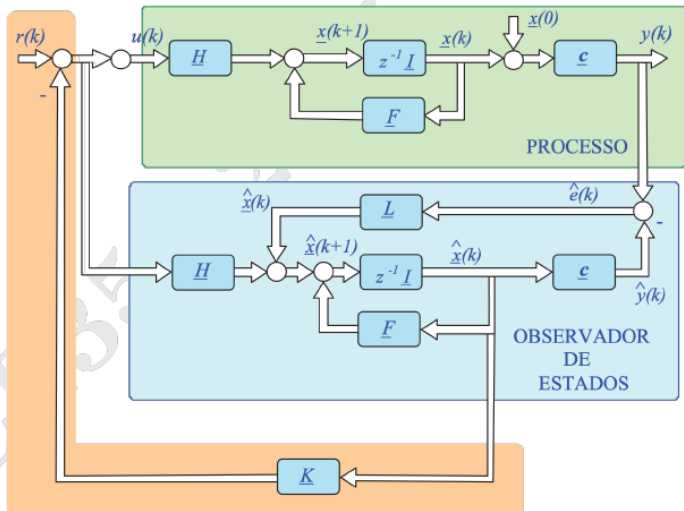 r(k)
-
u(k)
H
x(k+1)
z⁻¹ I
x(k)
x(0)
c
y(k)
F
PROCESSO
x̂(k)
L
ê(k)
-
H
x̂(k+1)
z⁻¹ I
x̂(k)
c
ŷ(k)
F
OBSERVADOR
DE
ESTADOS
K